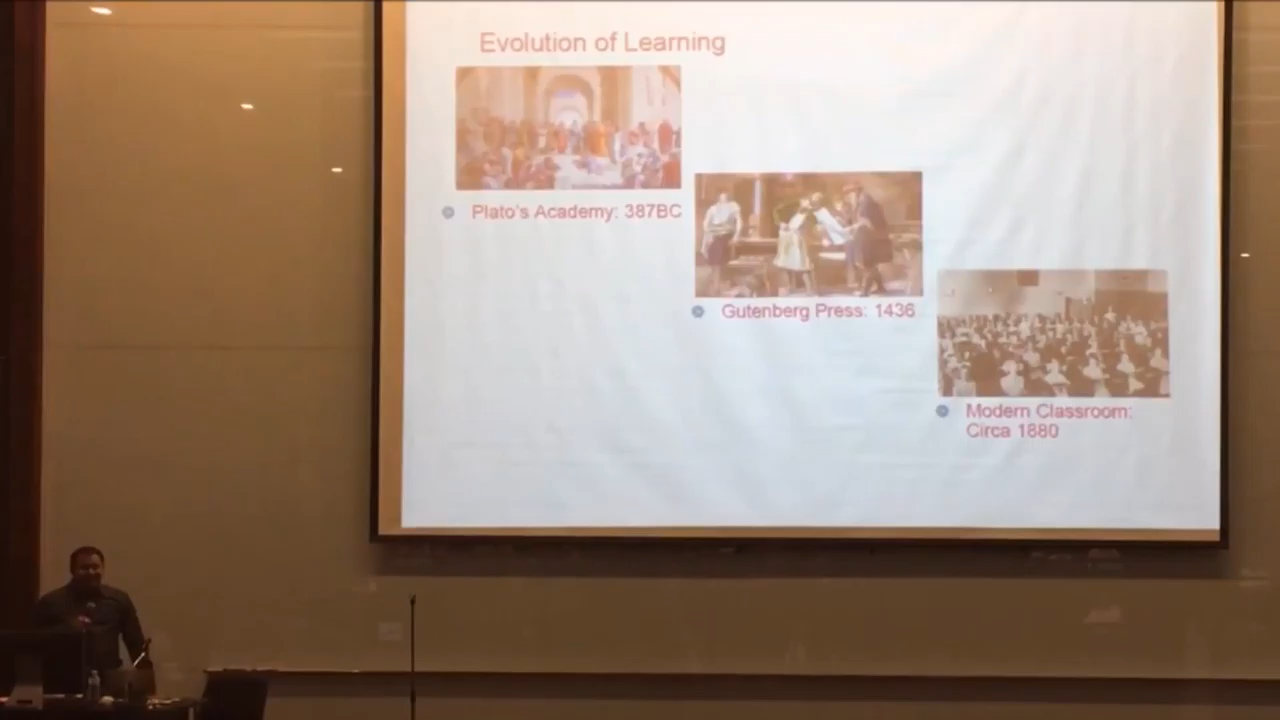 Evolution of Learning
Plato's Academy: 387BC
Gutenberg Press: 1436
Modern Classroom:
Circa 1880